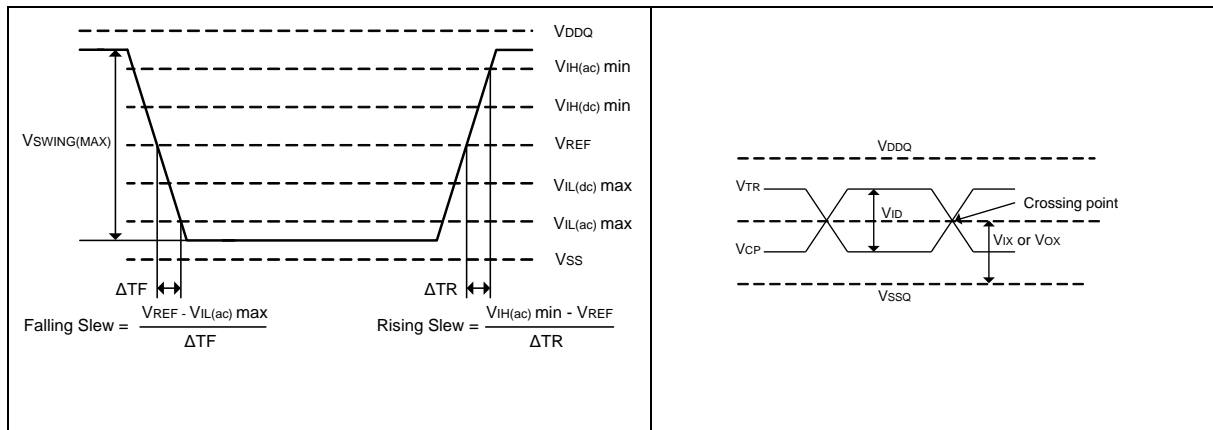 VDDQ
VIH(ac) min
VIH(dc) min
VSWING(MAX)
VREF
VIL(dc) max
VIL(ac) max
VSS
ΔTF
ΔTR
Falling Slew = VREF - VIL(ac) max
ΔTF
Rising Slew = VIH(ac) min - VREF
ΔTR
VDDQ
VTR
VID
Crossing point
VIX or VOX
VCP
VSSQ